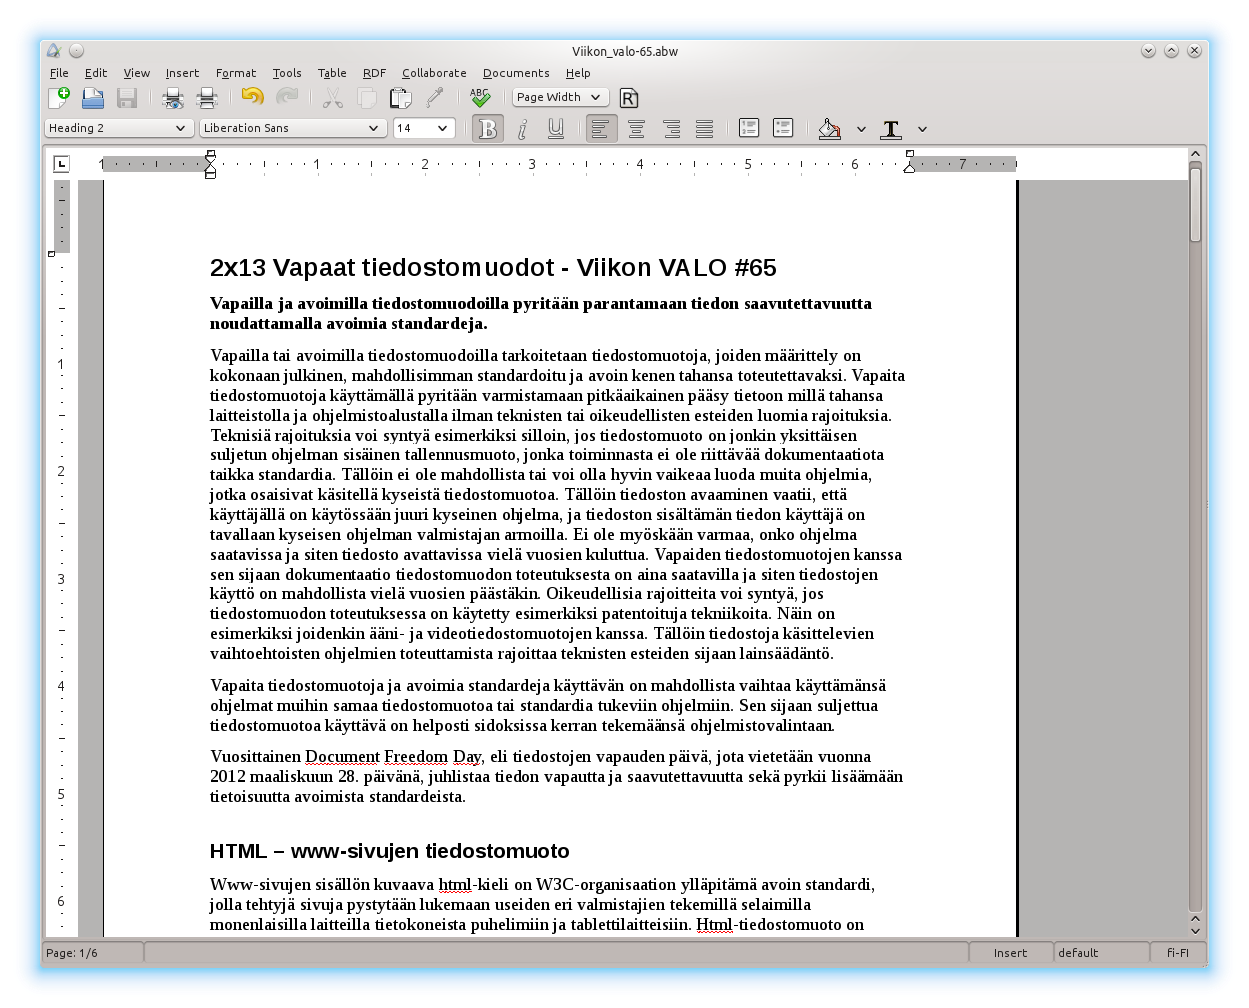 Viikon_valo-65.abw
File Edit View Insert Format Tools Table RDF Collaborate Documents Help
ABC Page Width R
Heading 2 Liberation Sans 14 B i U T
L 1 1 2 3 4 5 6 7
2x13 Vapaat tiedostomuodot - Viikon VALO #65
Vapailla ja avoimilla tiedostomuodoilla pyritään parantamaan tiedon saavutettavuutta
noudattamalla avoimia standardeja.
Vapailla tai avoimilla tiedostomuodoilla tarkoitetaan tiedostomuotoja, joiden määrittely on
kokonaan julkinen, mahdollisimman standardoitu ja avoin kenen tahansa toteutettavaksi. Vapaita
tiedostomuotoja käyttämällä pyritään varmistamaan pitkäaikainen pääsy tietoon millä tahansa
laitteistolla ja ohjelmistoalustalla ilman teknisten tai oikeudellisten esteiden luomia rajoituksia.
Teknisiä rajoituksia voi syntyä esimerkiksi silloin, jos tiedostomuoto on jonkin yksittäisen
suljetun ohjelman sisäinen tallennusmuoto, jonka toiminnasta ei ole riittävää dokumentaatiota
taikka standardia. Tällöin ei ole mahdollista tai voi olla hyvin vaikeaa luoda muita ohjelmia,
jotka osaisivat käsitellä kyseistä tiedostomuotoa. Tällöin tiedoston avaaminen vaatii, että
käyttäjällä on käytössään juuri kyseinen ohjelma, ja tiedoston sisältämän tiedon käyttäjä on
tavallaan kyseisen ohjelman valmistajan armoilla. Ei ole myöskään varmaa, onko ohjelma
saatavissa ja siten tiedosto avattavissa vielä vuosien kuluttua. Vapaiden tiedostomuotojen kanssa
sen sijaan dokumentaatio tiedostomuodon toteutuksesta on aina saatavilla ja siten tiedostojen
käyttö on mahdollista vielä vuosien päästäkin. Oikeudellisia rajoitteita voi syntyä, jos
tiedostomuodon toteutuksessa on käytetty esimerkiksi patentoituja tekniikoita. Näin on
esimerkiksi joidenkin ääni- ja videotiedostomuotojen kanssa. Tällöin tiedostoja käsittelevien
vaihtoehtoisten ohjelmien toteuttamista rajoittaa teknisten esteiden sijaan lainsäädäntö.
Vapaita tiedostomuotoja ja avoimia standardeja käyttävän on mahdollista vaihtaa käyttämänsä
ohjelmat muihin samaa tiedostomuotoa tai standardia tukeviin ohjelmiin. Sen sijaan suljettua
tiedostomuotoa käyttävä on helposti sidoksissa kerran tekemäänsä ohjelmistovalintaan.
Vuosittainen Document Freedom Day, eli tiedostojen vapauden päivä, jota vietetään vuonna
2012 maaliskuun 28. päivänä, juhlistaa tiedon vapautta ja saavutettavuutta sekä pyrkii lisäämään
tietoisuutta avoimista standardeista.
HTML – www-sivujen tiedostomuoto
Www-sivujen sisällön kuvaava html-kieli on W3C-organisaation ylläpitämä avoin standardi,
jolla tehtyjä sivuja pystytään lukemaan useiden eri valmistajien tekemillä selaimilla
monenlaisilla laitteilla tietokoneista puhelimiin ja tablettilaitteisiin. Html-tiedostomuoto on
1
2
3
4
5
6
Page: 1/6 Insert default fi-FI